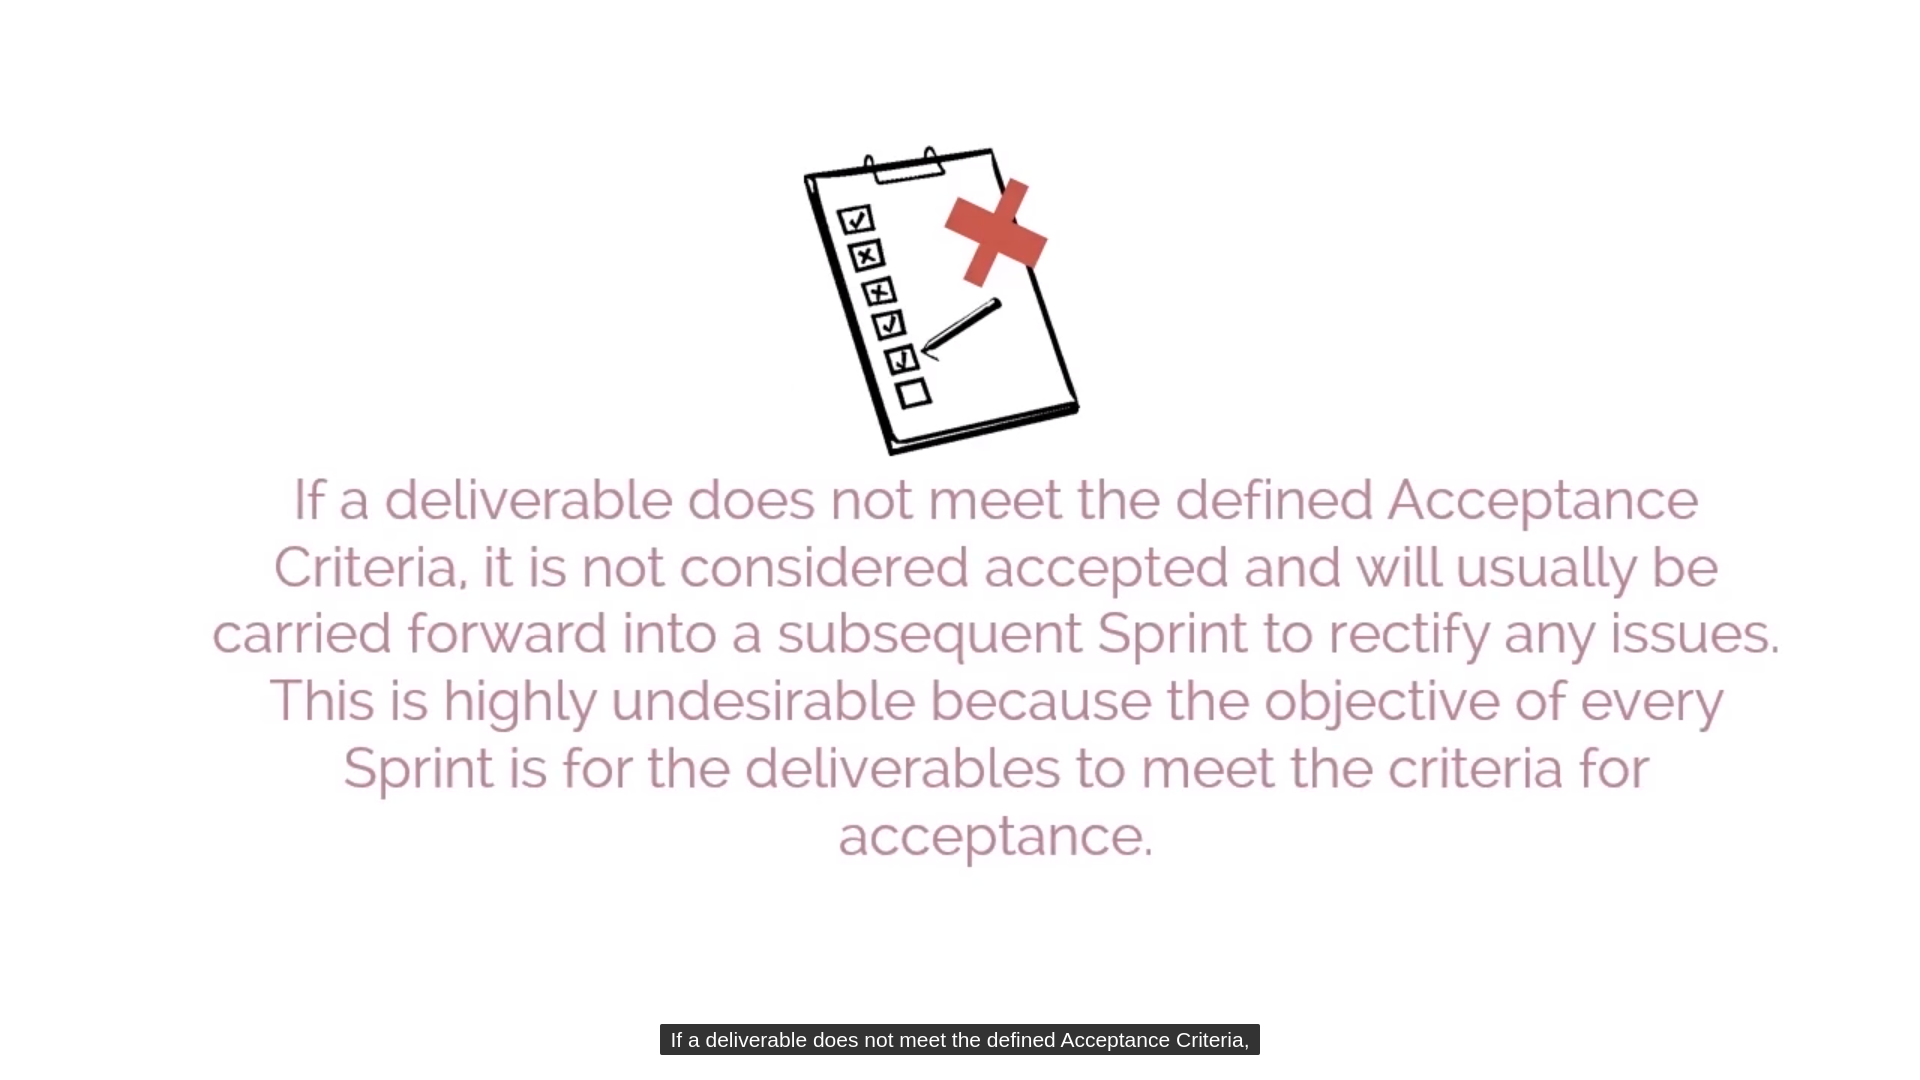 If a deliverable does not meet the defined Acceptance
Criteria, it is not considered accepted and will usually be
carried forward into a subsequent Sprint to rectify any issues.
This is highly undesirable because the objective of every
Sprint is for the deliverables to meet the criteria for
acceptance.
If a deliverable does not meet the defined Acceptance Criteria,